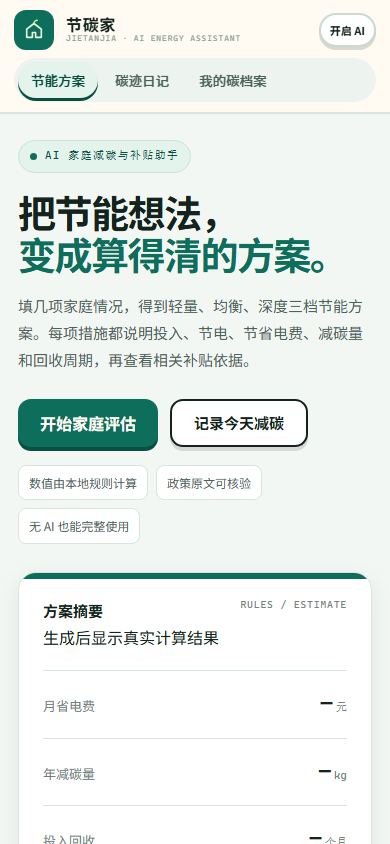 节碳家
JIETANJIA · AI ENERGY ASSISTANT
开启 AI
节能方案
碳迹日记
我的碳档案
AI 家庭减碳与补贴助手
把节能想法，
变成算得清的方案。
填几项家庭情况，得到轻量、均衡、深度三档节能方
案。每项措施都说明投入、节电、节省电费、减碳量
和回收周期，再查看相关补贴依据。
开始家庭评估
记录今天减碳
数值由本地规则计算
政策原文可核验
无 AI 也能完整使用
方案摘要
RULES / ESTIMATE
生成后显示真实计算结果
月省电费
— 元
年减碳量
— kg
投入回收
— 个月